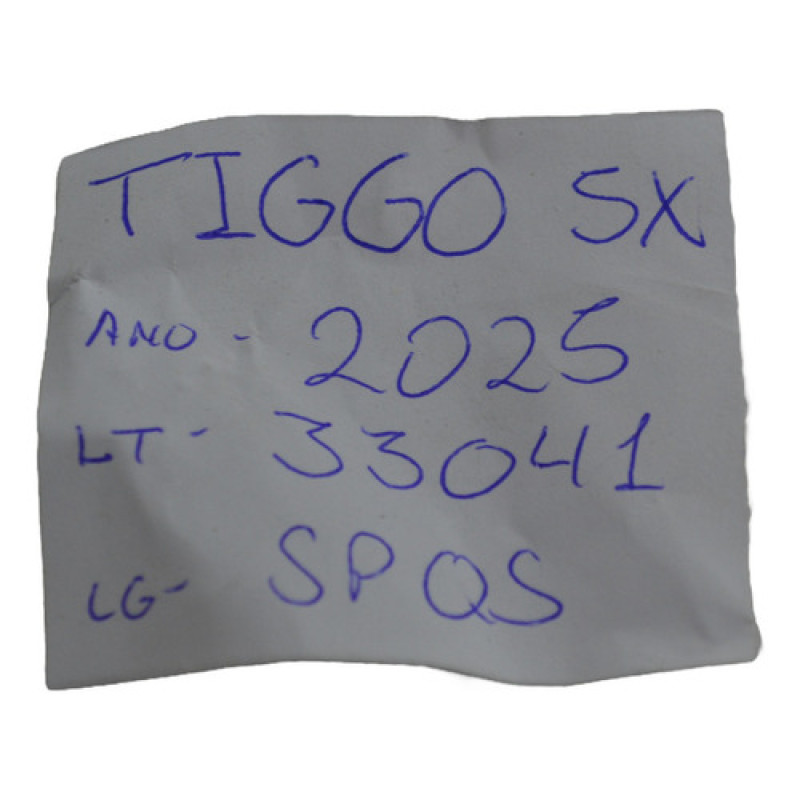 TIGGO 5X
ANO - 2025
LT - 33041
LG - SPQS